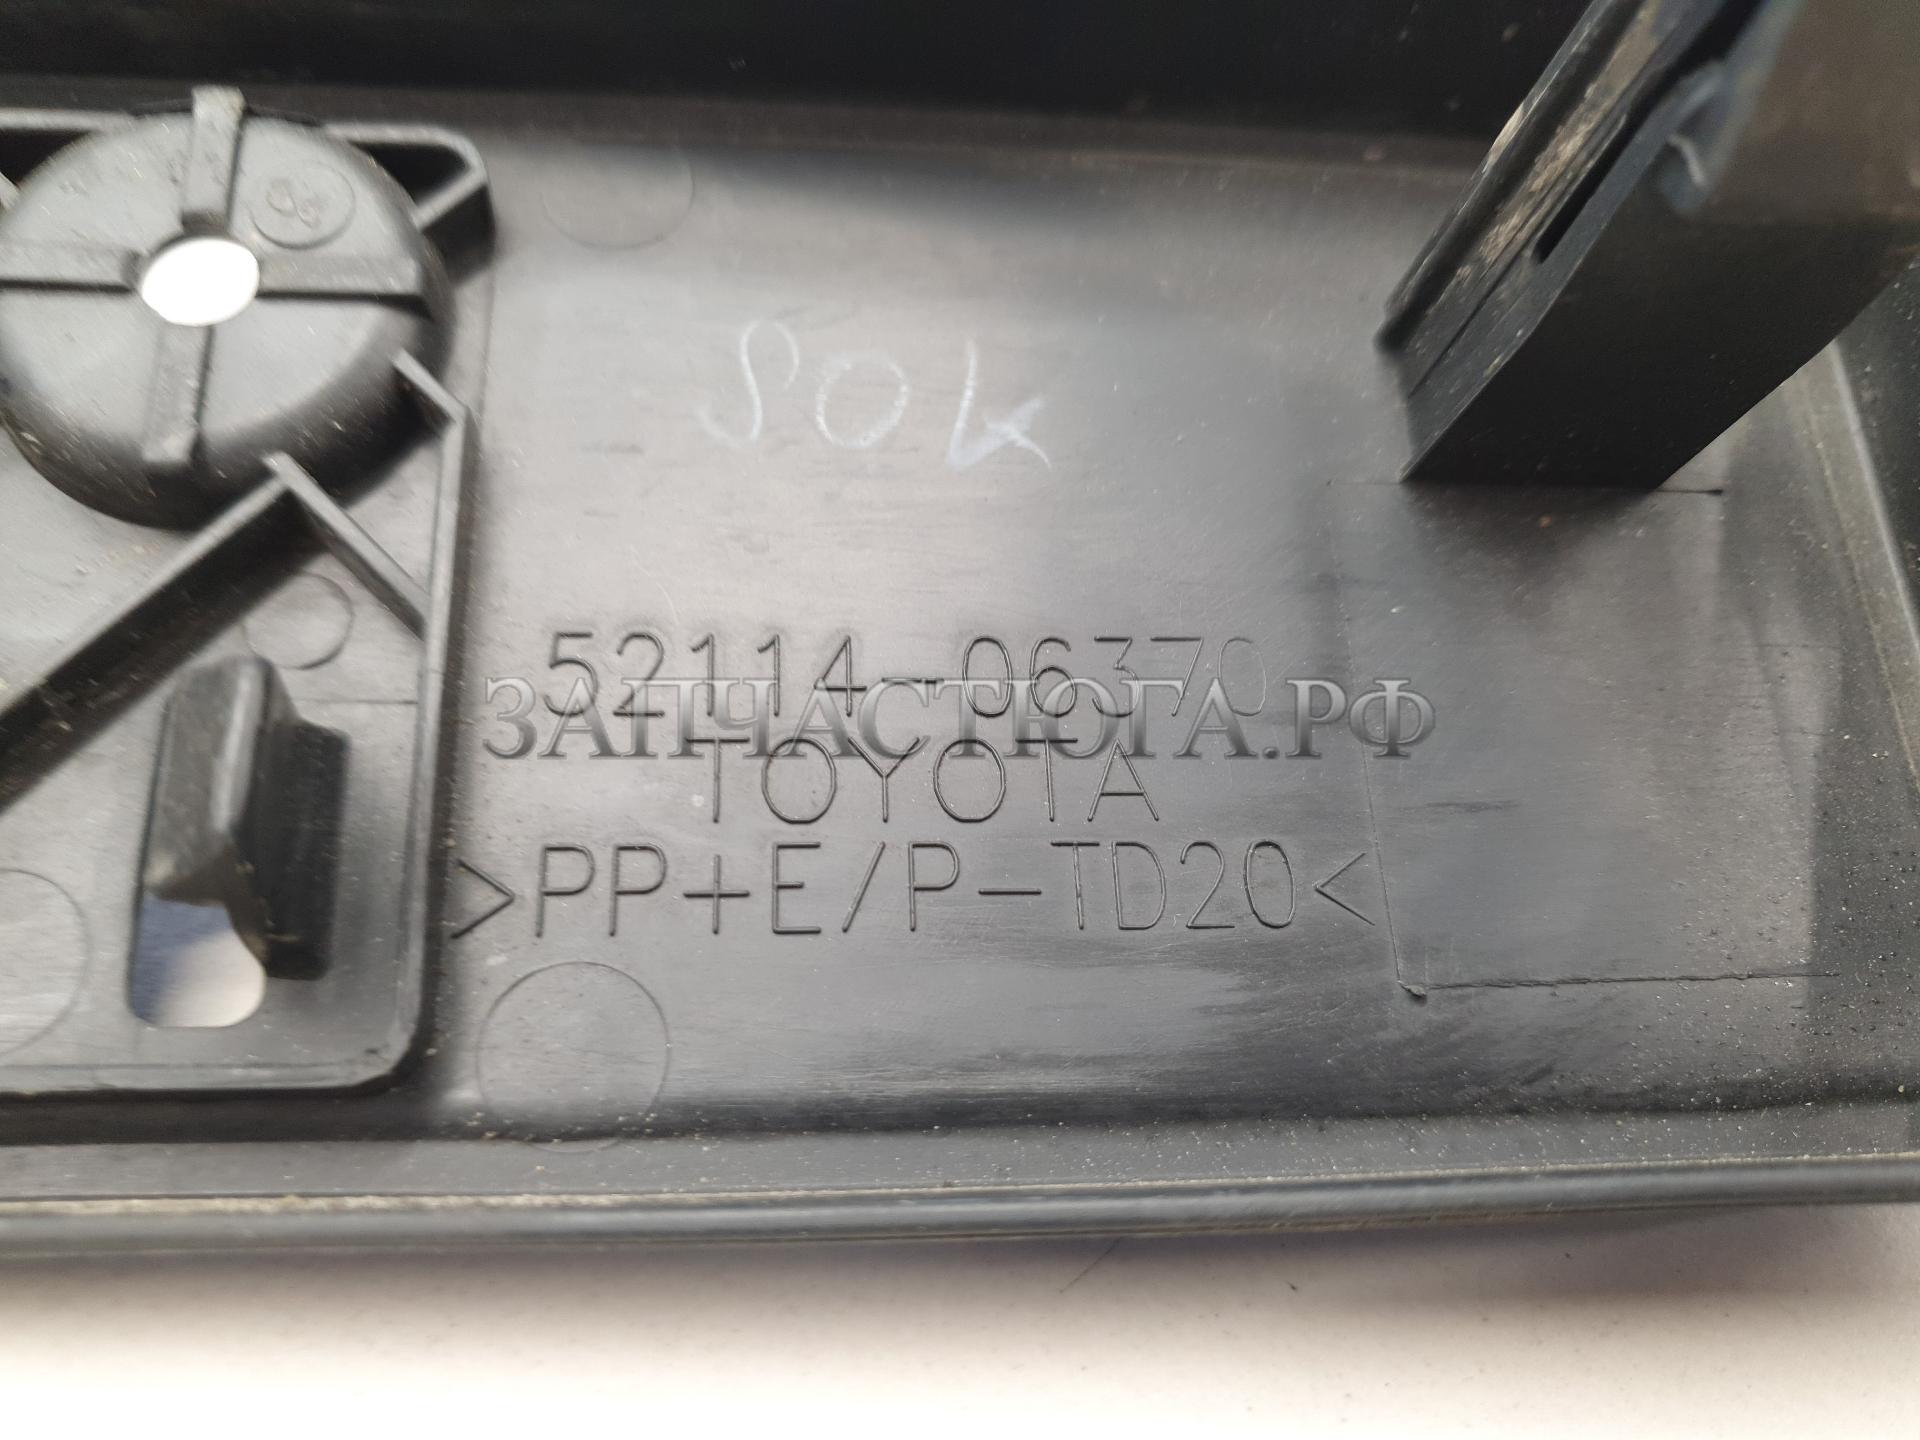 SOK
52114-06370
ЗАПЧАСТЮГА.РФ
TOYOTA
>PP+E/P-TD20<